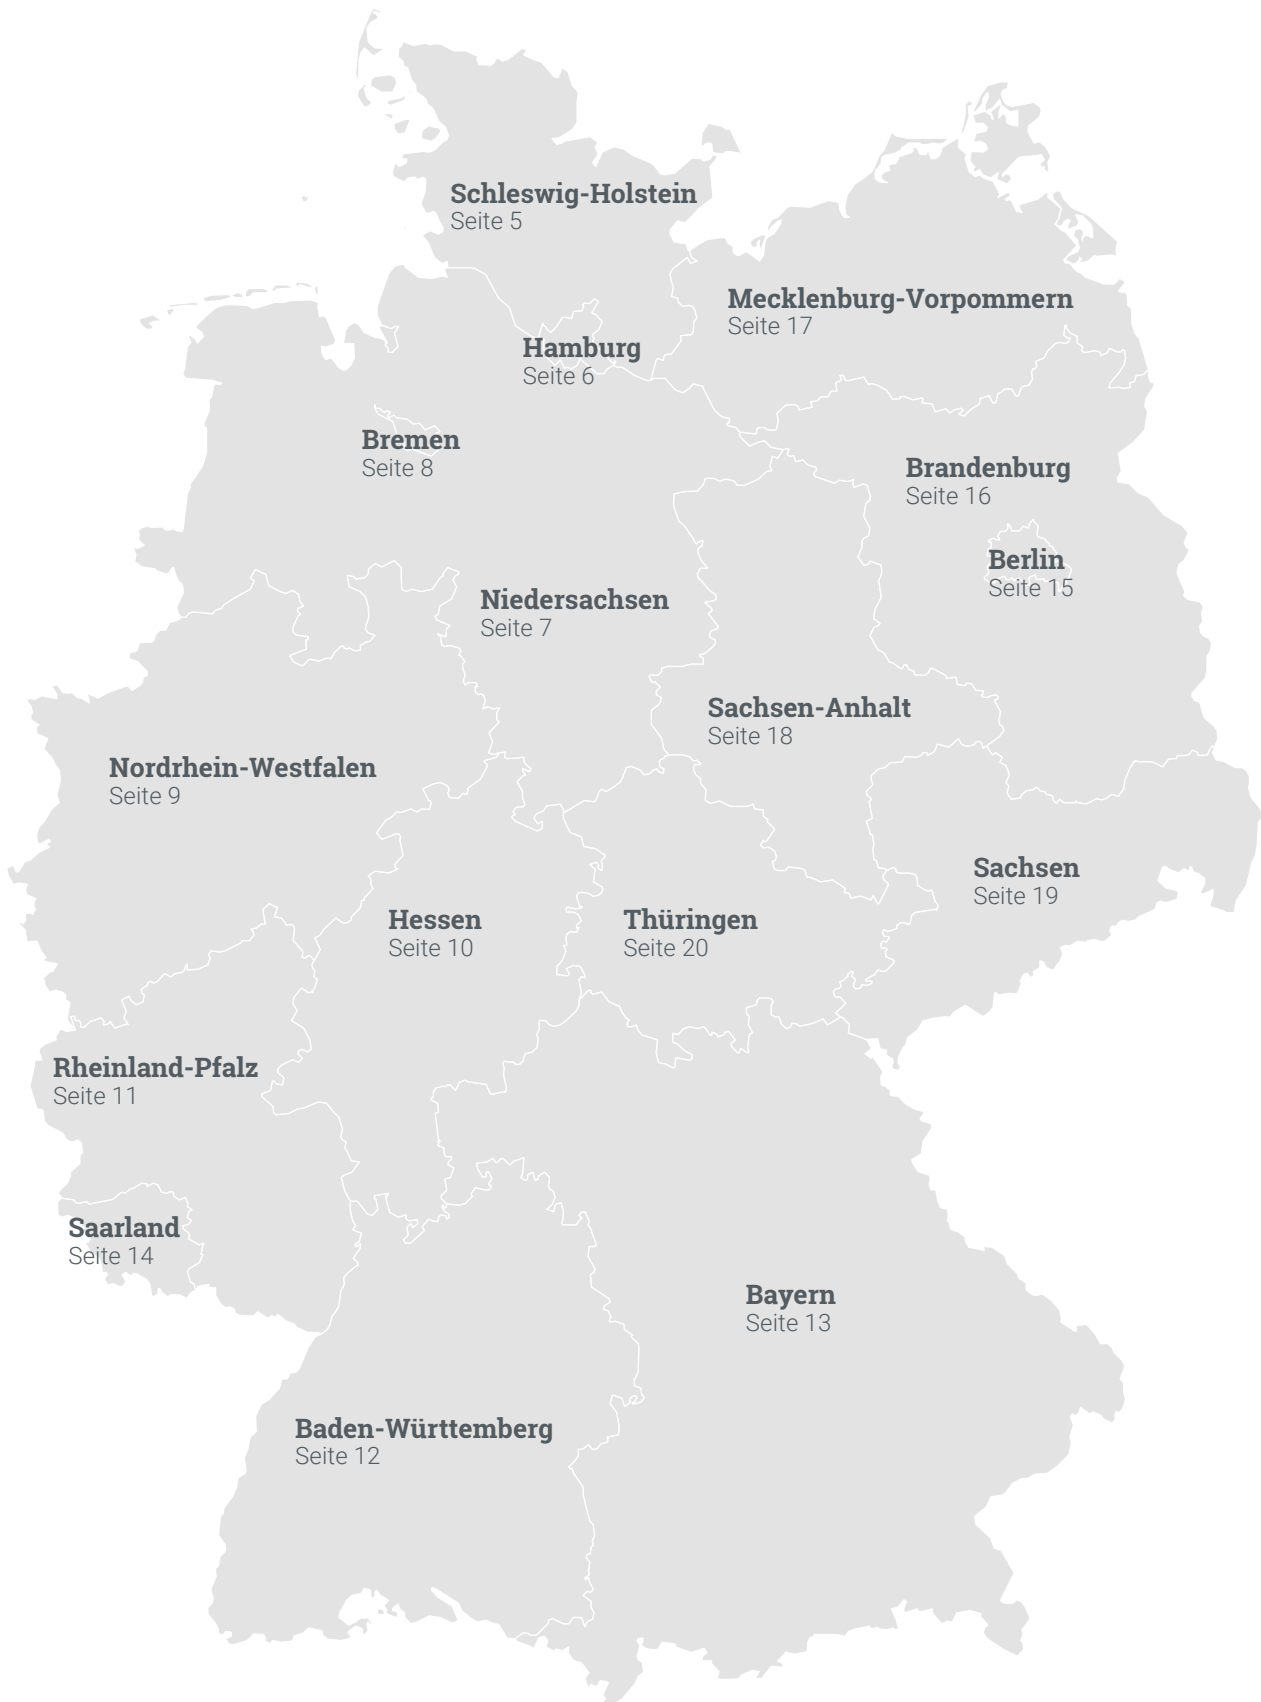 Schleswig-Holstein
Seite 5
Mecklenburg-Vorpommern
Seite 17
Hamburg
Seite 6
Bremen
Seite 8
Brandenburg
Seite 16
Berlin
Seite 15
Niedersachsen
Seite 7
Sachsen-Anhalt
Seite 18
Nordrhein-Westfalen
Seite 9
Sachsen
Seite 19
Hessen
Seite 10
Thüringen
Seite 20
Rheinland-Pfalz
Seite 11
Saarland
Seite 14
Bayern
Seite 13
Baden-Württemberg
Seite 12